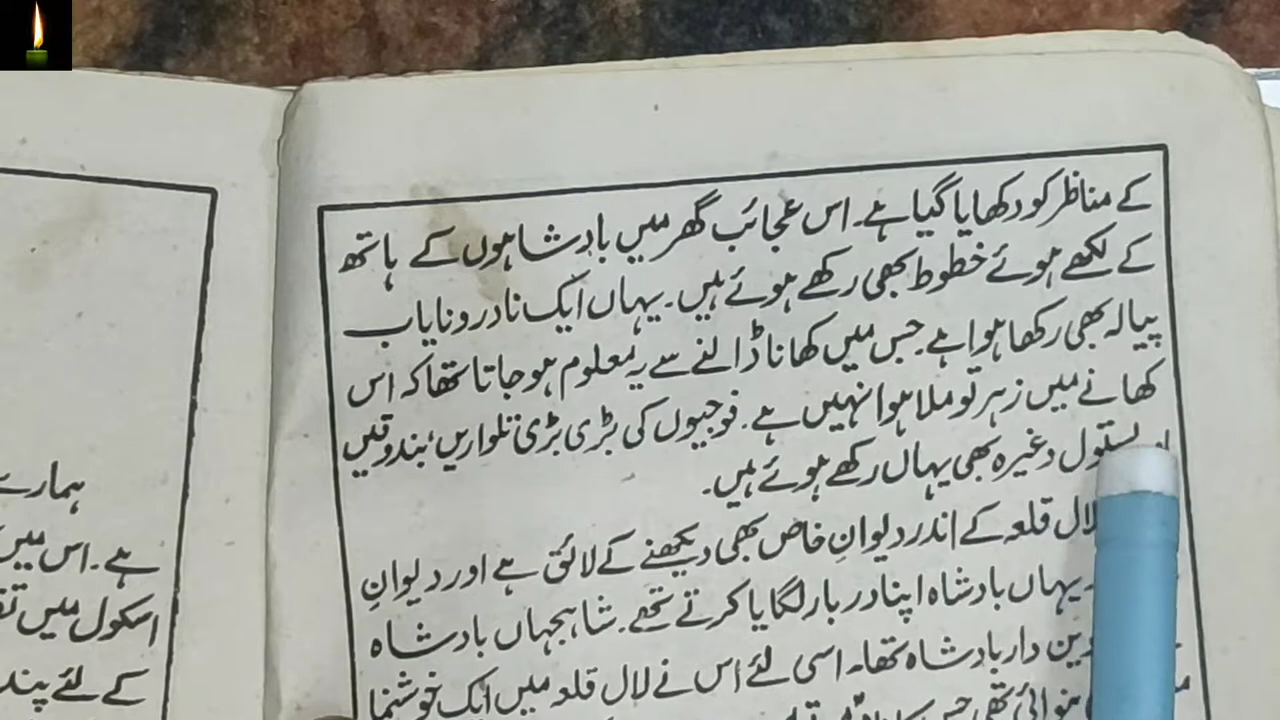 کے مناظر کو دکھایا گیا ہے۔ اس عجائب گھر میں بادشاہوں کے ہاتھ
کے لکھے ہوئے خطوط بھی رکھے ہوئے ہیں۔ یہاں ایک نادر و نایاب
پیالہ بھی رکھا ہوا ہے۔ جس میں کھانا ڈالنے سے یہ معلوم ہو جاتا تھا کہ اس
کھانے میں زہر تو ملا ہوا نہیں ہے۔ فوجیوں کی بڑی بڑی تلواریں، بندوقیں
پستول وغیرہ بھی یہاں رکھے ہوئے ہیں۔
لال قلعہ کے اندر دیوانِ خاص بھی دیکھنے کے لائق ہے اور دیوانِ
یہاں بادشاہ اپنا دربار لگایا کرتے تھے۔ شاہجہاں بادشاہ
دین دار بادشاہ تھا۔ اسی لئے اس نے لال قلعہ میں ایک خوشنما
بنوائی تھی جس کا
ہمارے
ہے۔ اس میں
اسکول میں
کے لئے